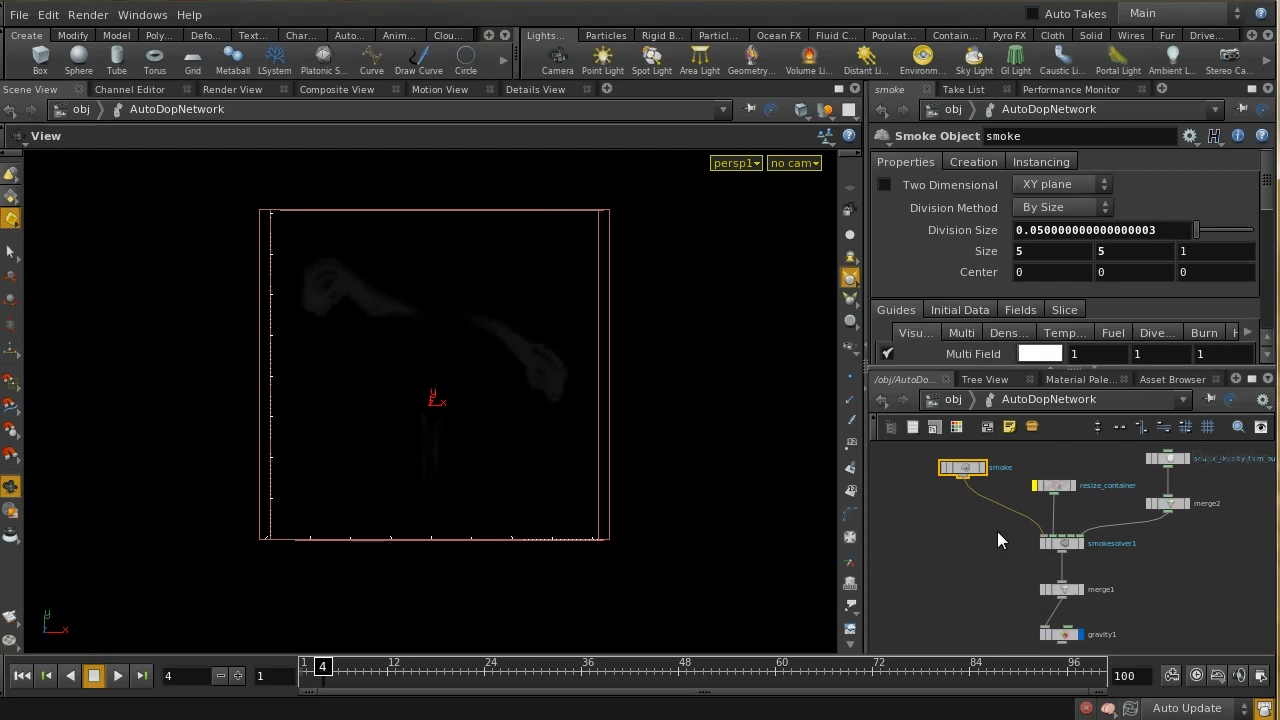 File Edit Render Windows Help Auto Takes Main
Create Modify Model Poly... Defo... Text... Char... Auto... Anim... Clou... Lights... Particles Rigid B... Particl... Ocean FX Fluid C... Populat... Contain... Pyro FX Cloth Solid Wires Fur Drive...
Box Sphere Tube Torus Grid Metaball LSystem Platonic S... Curve Draw Curve Circle Camera Point Light Spot Light Area Light Geometry... Volume Li... Distant Li... Environm... Sky Light GI Light Caustic Li... Portal Light Ambient L... Stereo Ca...
Scene View Channel Editor Render View Composite View Motion View Details View smoke Take List Performance Monitor
obj AutoDopNetwork obj AutoDopNetwork
View Smoke Object smoke
persp1 no cam Properties Creation Instancing
Two Dimensional XY plane
Division Method By Size
Division Size 0.050000000000000003
Size 5 5 1
Center 0 0 0
Guides Initial Data Fields Slice
Visu... Multi Dens... Temp... Fuel Dive... Burn H
Multi Field 1 1 1
/obj/AutoDo... Tree View Material Pale... Asset Browser
obj AutoDopNetwork
smoke
resize_container
merge2
smokesolver1
merge1
gravity1
y x
y x
4 1 1 4 12 24 36 48 60 72 84 96 100
Auto Update